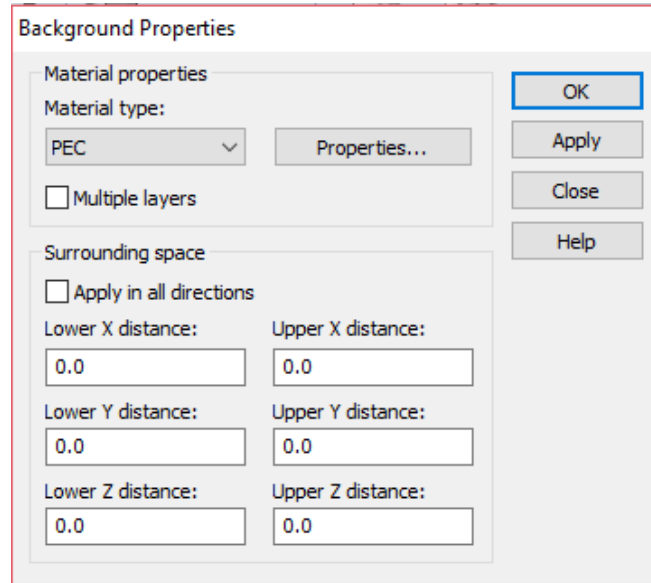 Background Properties
Material properties
Material type:
PEC
Properties...
Multiple layers
Surrounding space
Apply in all directions
Lower X distance:
Upper X distance:
0.0
0.0
Lower Y distance:
Upper Y distance:
0.0
0.0
Lower Z distance:
Upper Z distance:
0.0
0.0
OK
Apply
Close
Help